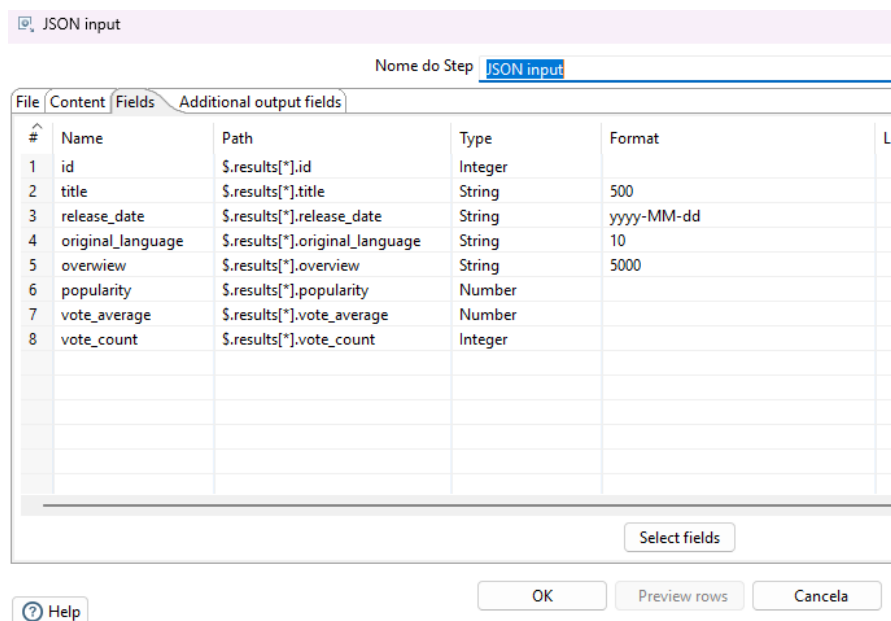 JSON input
Nome do Step JSON input
File Content Fields Additional output fields
# Name Path Type Format L
1 id $.results[*].id Integer
2 title $.results[*].title String 500
3 release_date $.results[*].release_date String yyyy-MM-dd
4 original_language $.results[*].original_language String 10
5 overwiew $.results[*].overview String 5000
6 popularity $.results[*].popularity Number
7 vote_average $.results[*].vote_average Number
8 vote_count $.results[*].vote_count Integer
Select fields
OK Preview rows Cancela
? Help